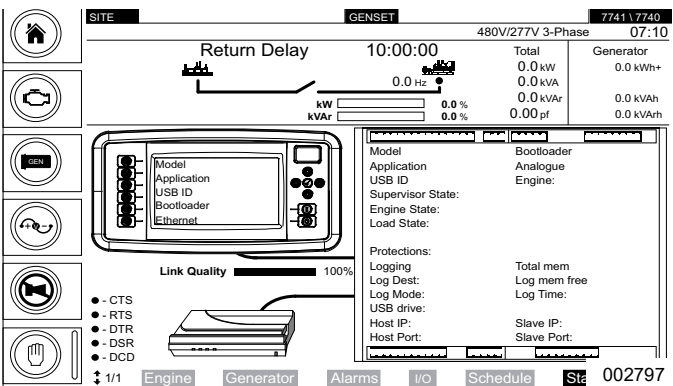 SITE GENSET 7741 \ 7740
480V/277V 3-Phase 07:10
Return Delay 10:00:00 Total Generator
0.0 kW 0.0 kWh+
0.0 Hz 0.0 kVA
kW 0.0 % 0.0 kVAr 0.0 kVAh
kVAr 0.0 % 0.00 pf 0.0 kVArh
GEN
Model
Application
USB ID
Bootloader
Ethernet
Model Bootloader
Application Analogue
USB ID Engine:
Supervisor State:
Engine State:
Load State:
Protections:
Logging Total mem
Log Dest: Log mem free
Log Mode: Log Time:
USB drive:
Host IP: Slave IP:
Host Port: Slave Port:
Link Quality 100%
- CTS
- RTS
- DTR
- DSR
- DCD
1/1 Engine Generator Alarms I/O Schedule Sta 002797